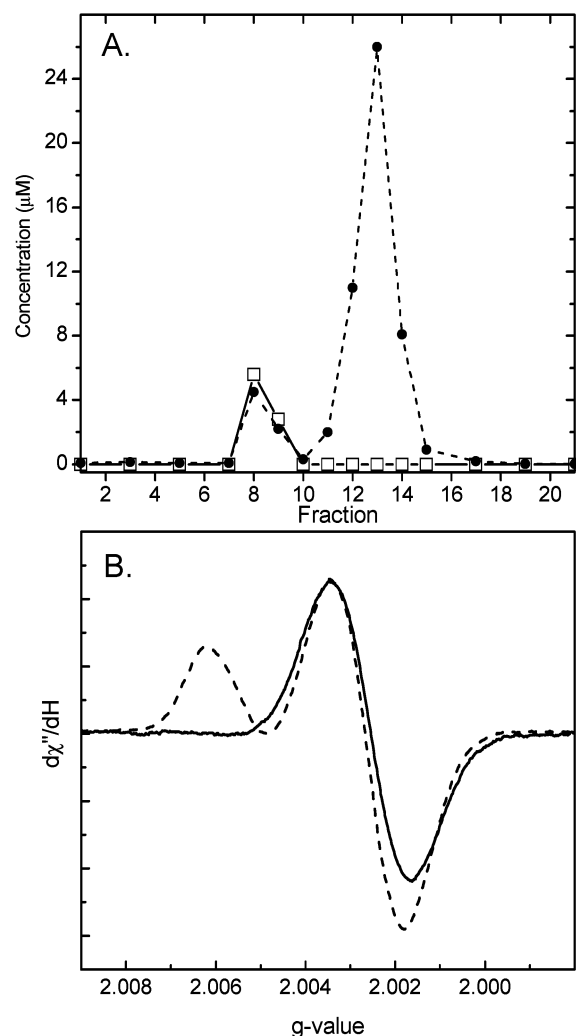 A.
24
20
16
12
8
4
0
Concentration (μM)
2 4 6 8 10 12 14 16 18 20
Fraction
B.
dχ"/dH
2.008 2.006 2.004 2.002 2.000
g-value